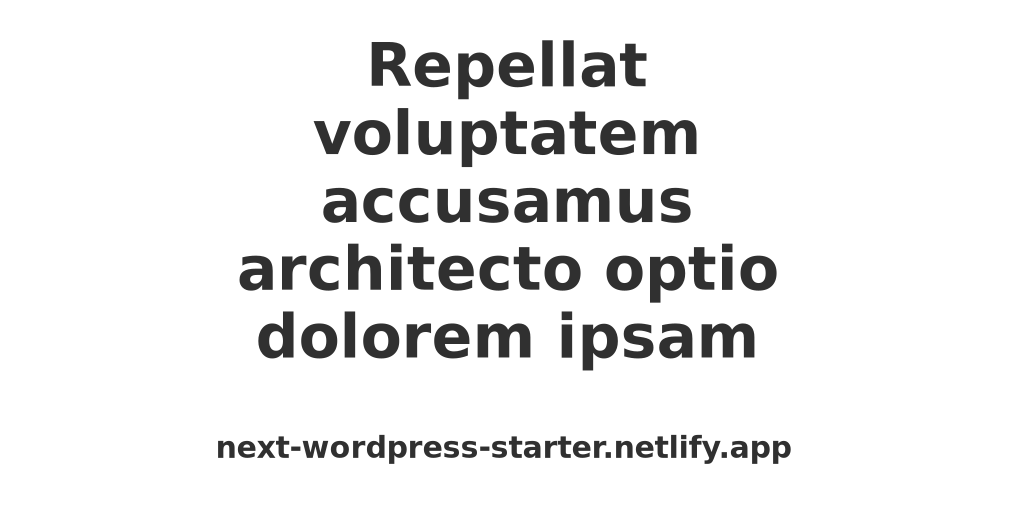 Repellat
voluptatem
accusamus
architecto optio
dolorem ipsam
next-wordpress-starter.netlify.app